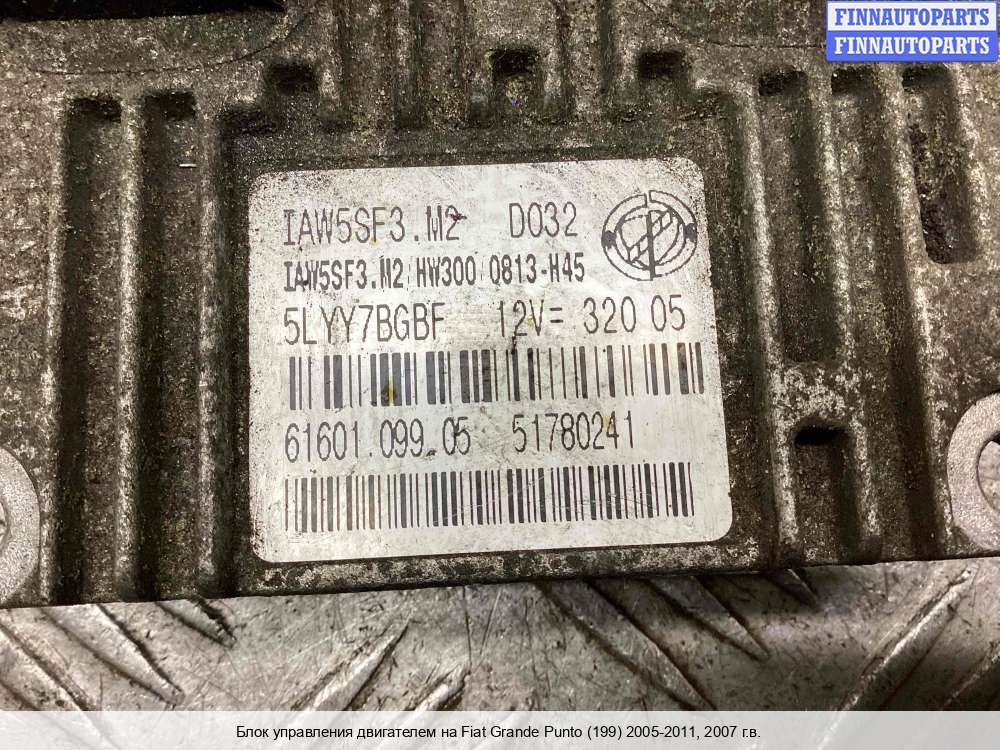 FINNAUTOPARTS
FINNAUTOPARTS
IAW5SF3.M2 D032
IAW5SF3.M2/HW300 0813-H45
5LYY7BGBF 12V= 320 05
61601.099.05 51780241
Блок управления двигателем на Fiat Grande Punto (199) 2005-2011, 2007 г.в.